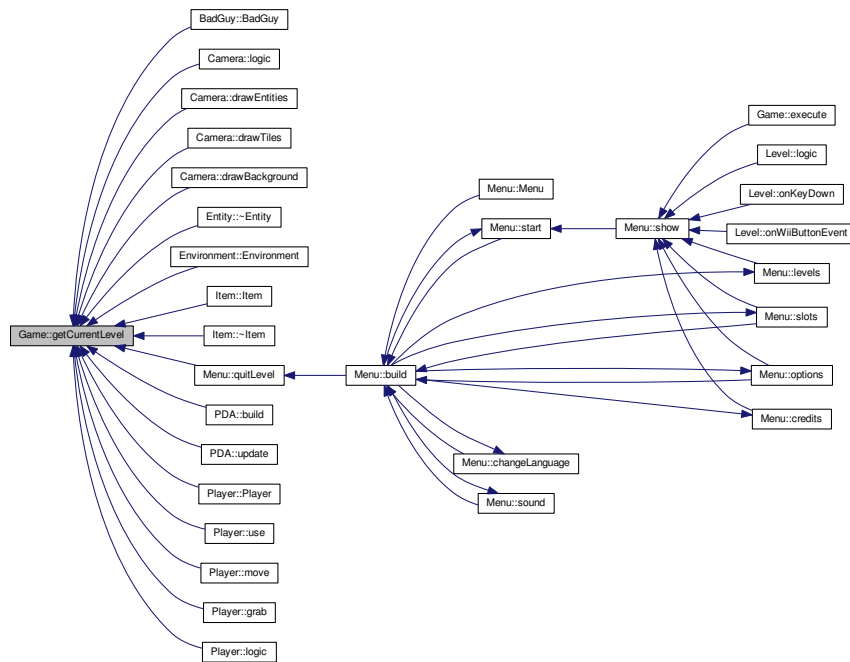 BadGuy::BadGuy
Camera::logic
Camera::drawEntities
Camera::drawTiles
Camera::drawBackground
Entity::~Entity
Environment::Environment
Item::Item
Game::getCurrentLevel
Item::~Item
Menu::quitLevel
PDA::build
PDA::update
Player::Player
Player::use
Player::move
Player::grab
Player::logic
Menu::build
Menu::Menu
Menu::start
Menu::changeLanguage
Menu::sound
Menu::show
Game::execute
Level::logic
Level::onKeyDown
Level::onWiiButtonEvent
Menu::levels
Menu::slots
Menu::options
Menu::credits